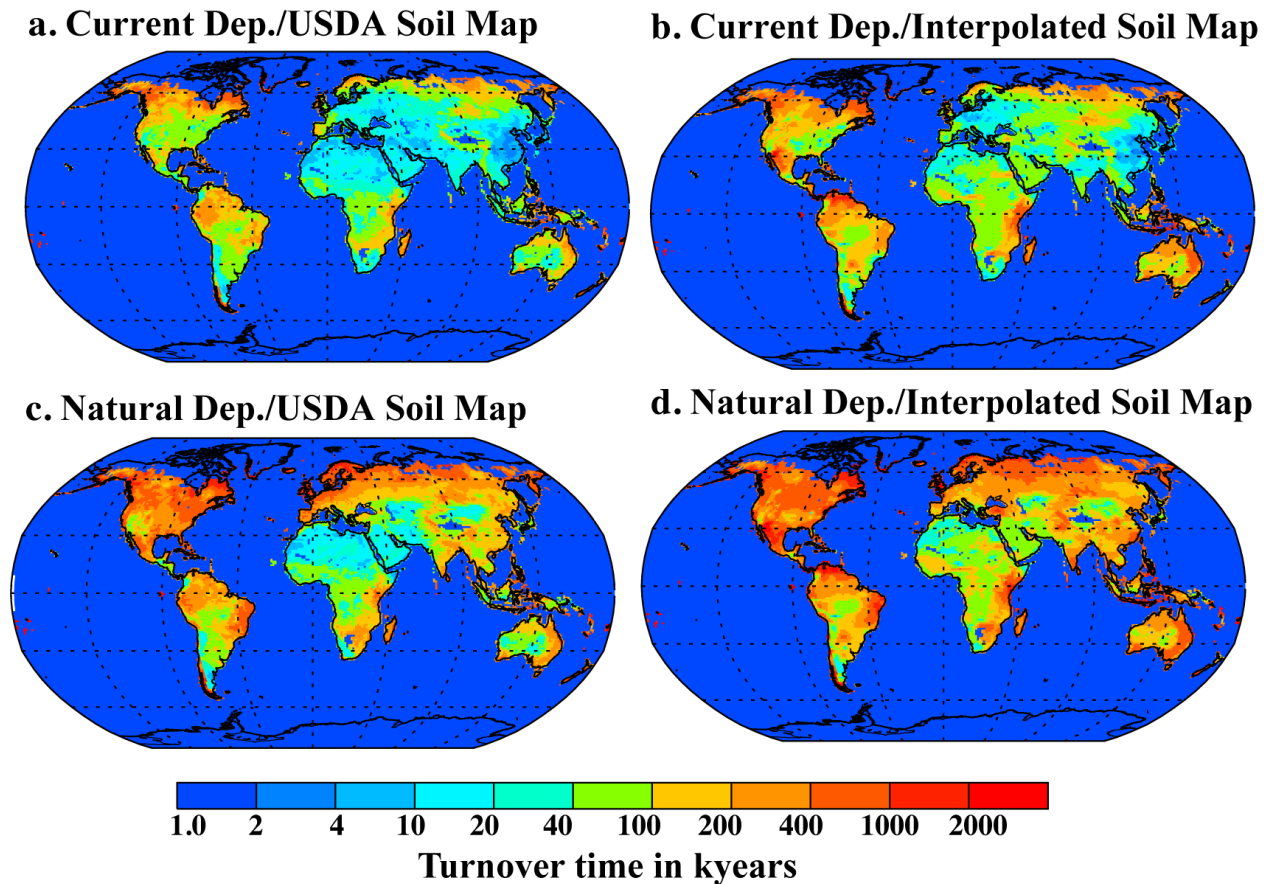 a. Current Dep./USDA Soil Map
b. Current Dep./Interpolated Soil Map
c. Natural Dep./USDA Soil Map
d. Natural Dep./Interpolated Soil Map
1.0 2 4 10 20 40 100 200 400 1000 2000
Turnover time in kyears